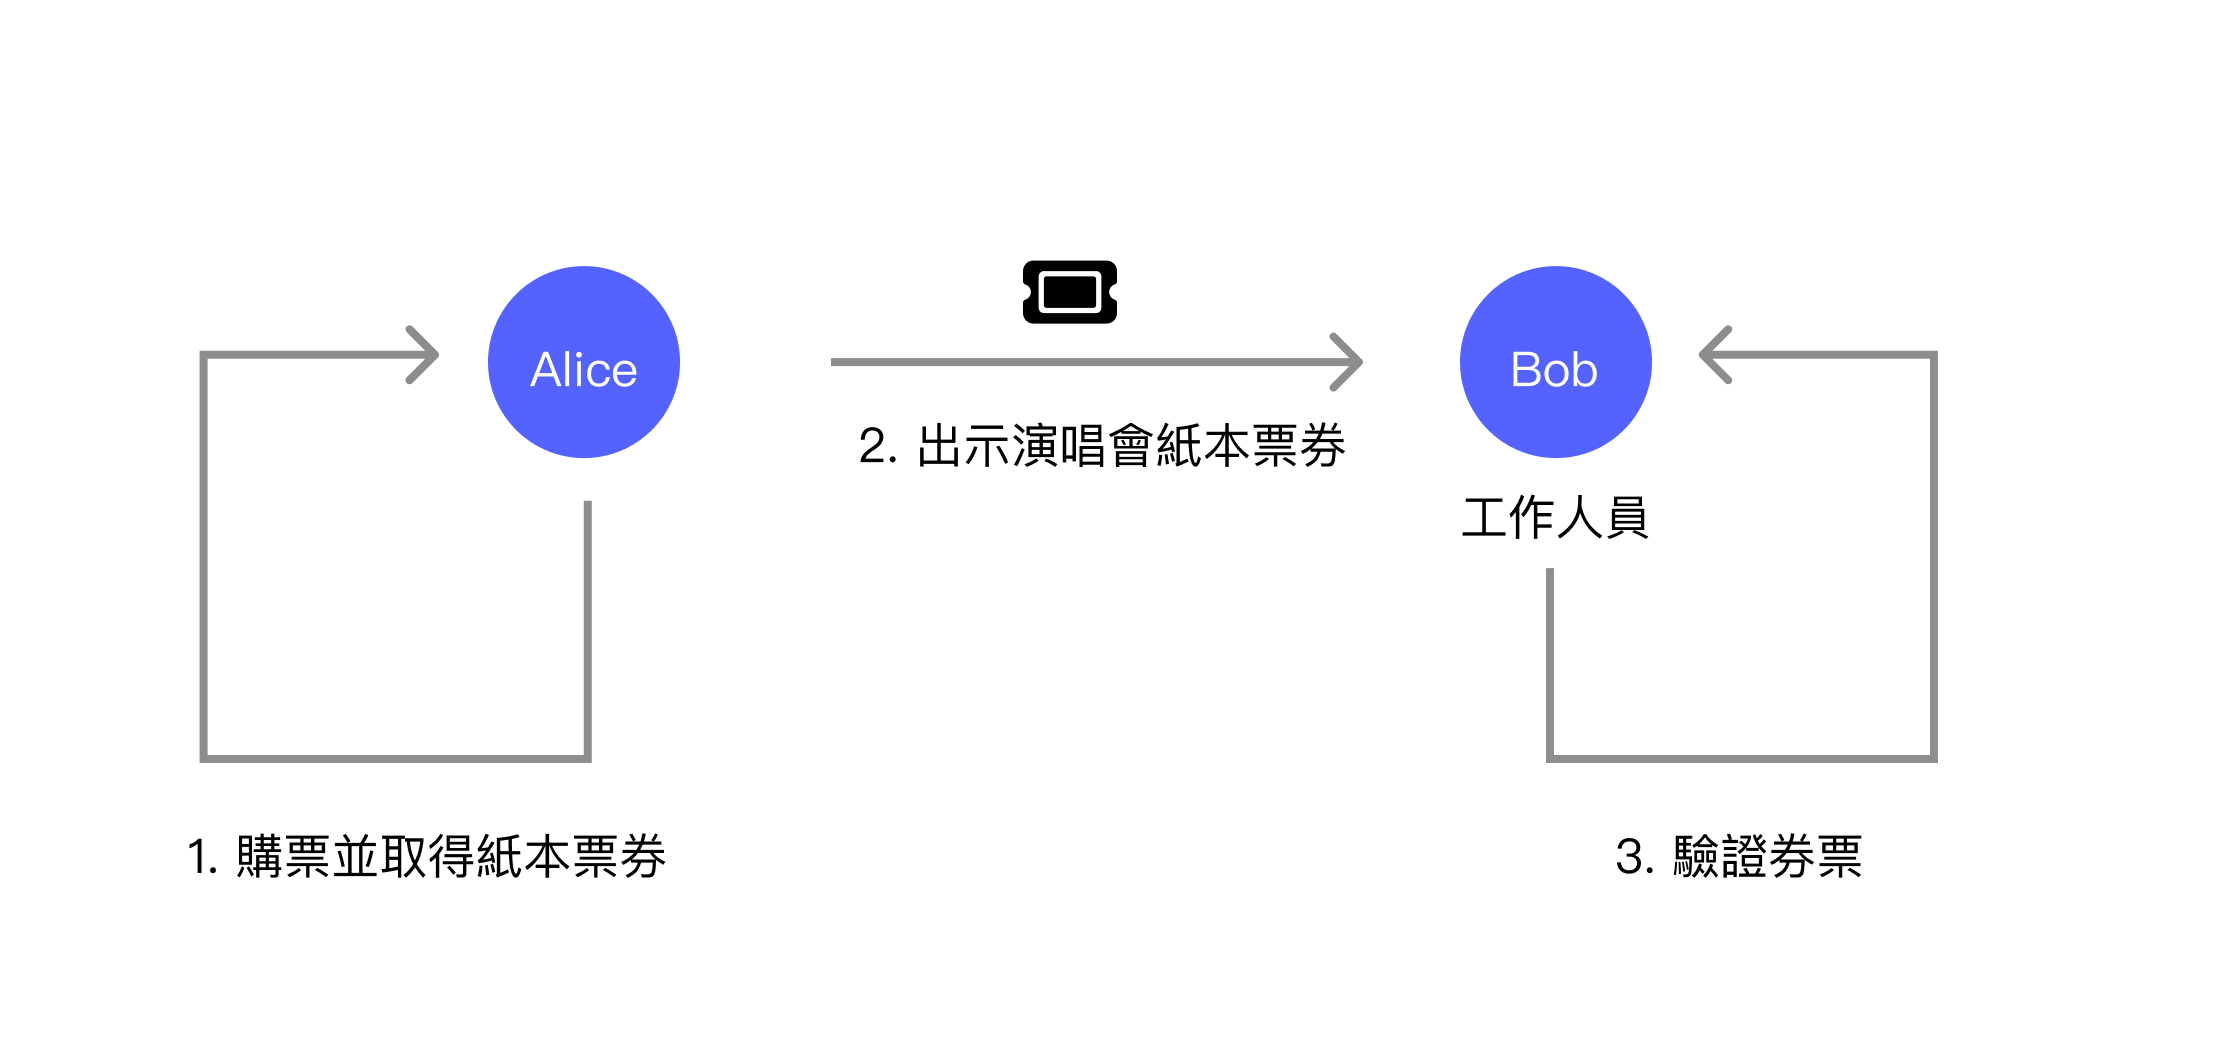 Alice
Bob
2. 出示演唱會紙本票券
工作人員
1. 購票並取得紙本票券
3. 驗證券票